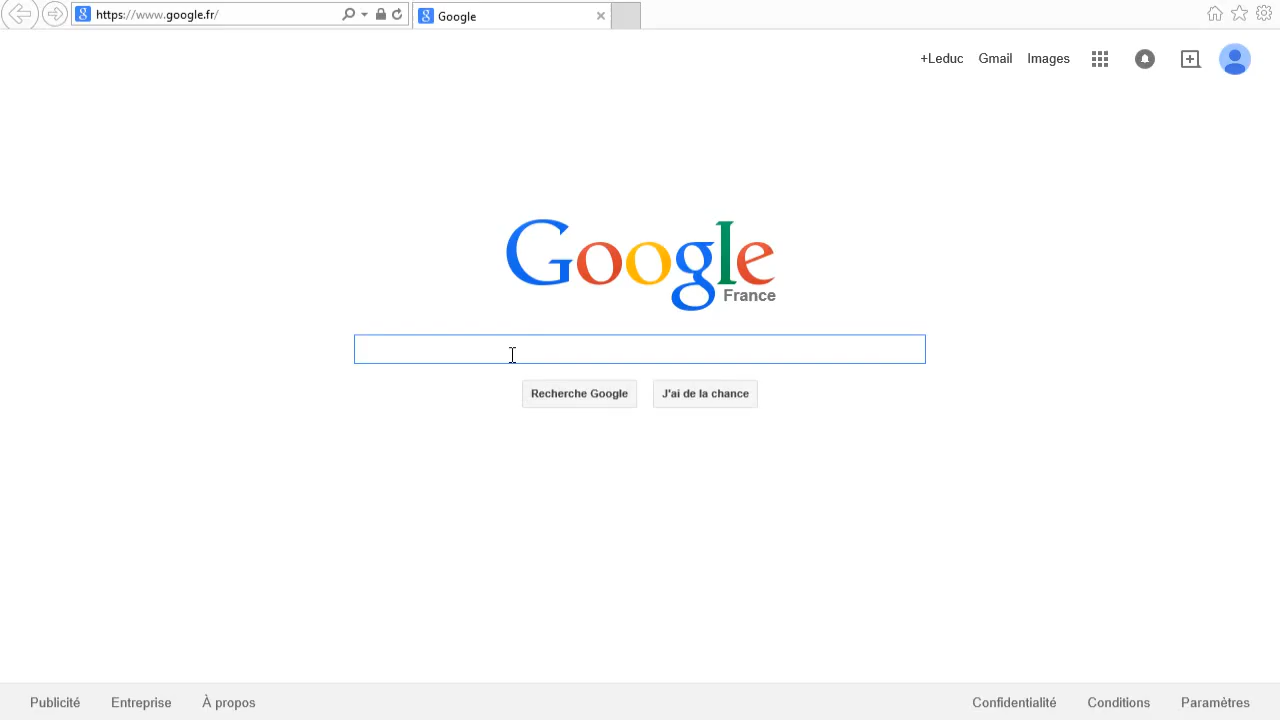 https://www.google.fr/
Google
+Leduc Gmail Images
Google
France
Recherche Google J'ai de la chance
Publicité Entreprise À propos Confidentialité Conditions Paramètres